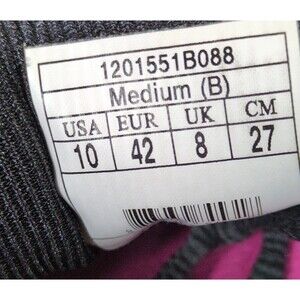 1201551B088
Medium (B)
USA EUR UK CM
10 42 8 27